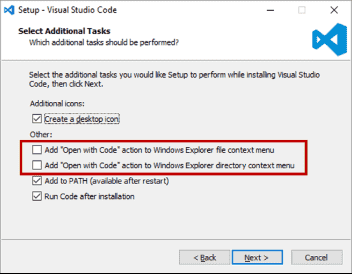 Setup - Visual Studio Code
Select Additional Tasks
Which additional tasks should be performed?
Select the additional tasks you would like Setup to perform while installing Visual Studio
Code, then click Next.
Additional icons:
Create a desktop icon
Other:
Add "Open with Code" action to Windows Explorer file context menu
Add "Open with Code" action to Windows Explorer directory context menu
Add to PATH (available after restart)
Run Code after installation
< Back
Next >
Cancel